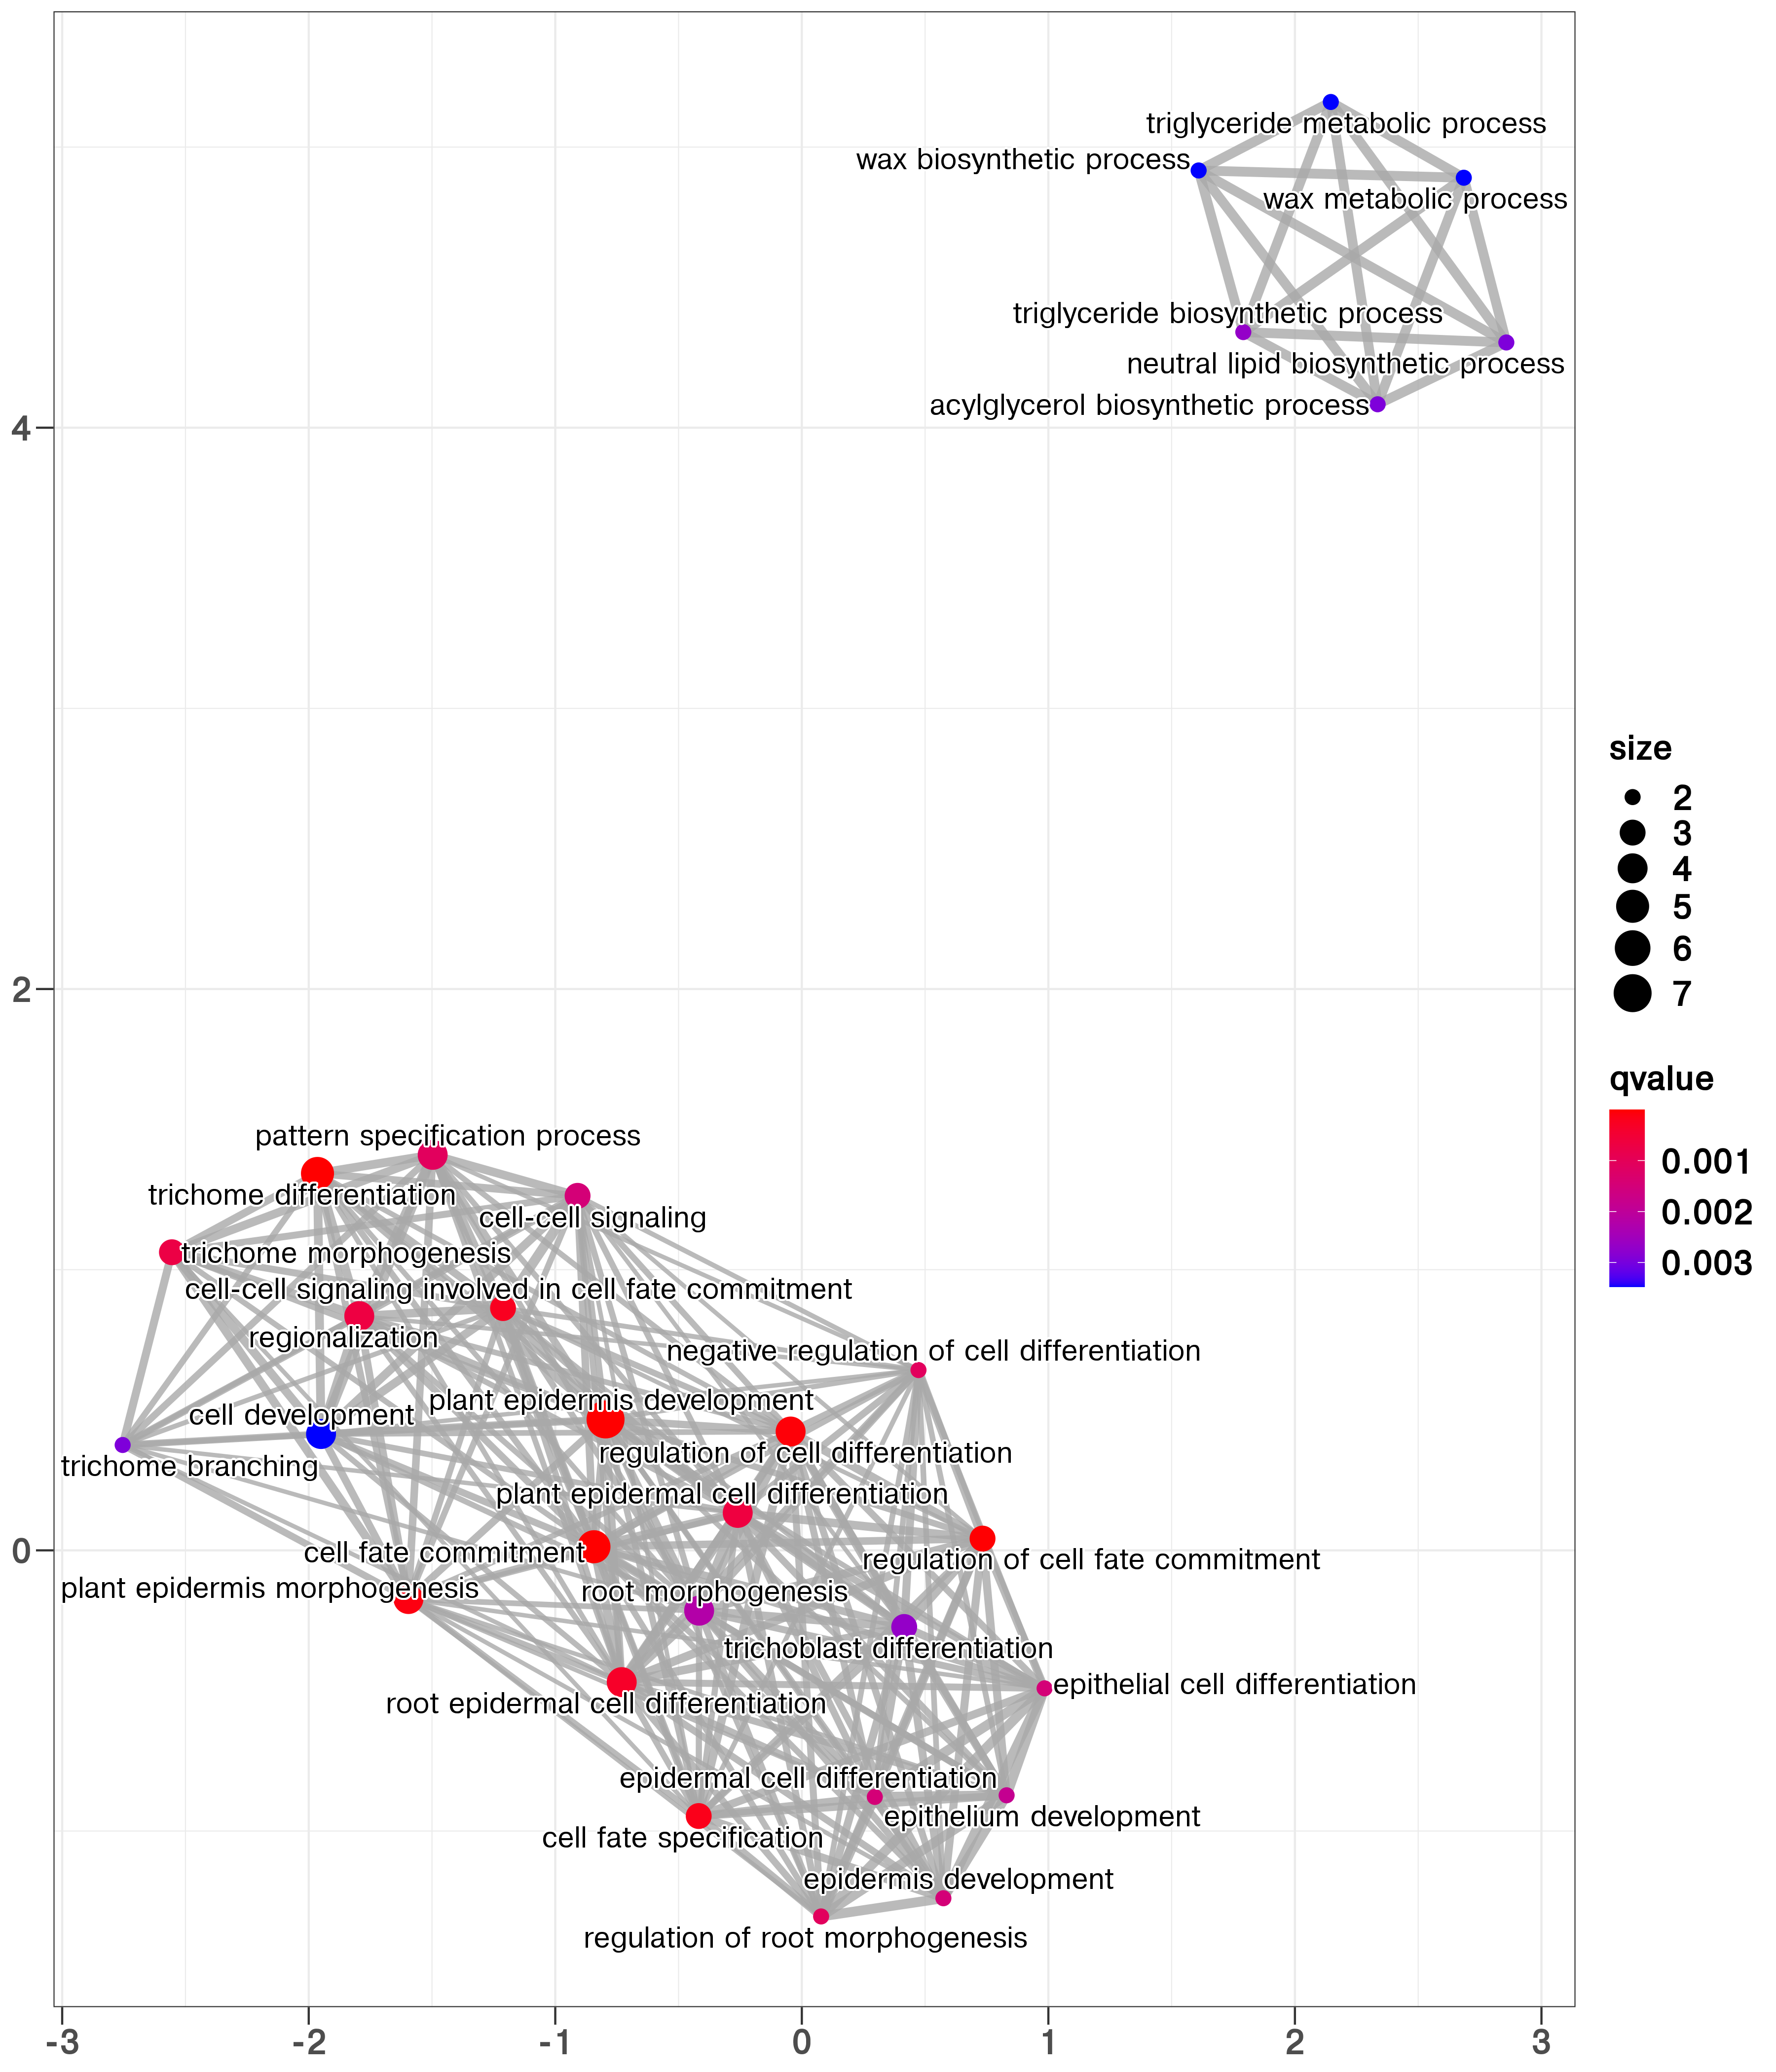 triglyceride metabolic process
wax biosynthetic process
wax metabolic process
triglyceride biosynthetic process
neutral lipid biosynthetic process
acylglycerol biosynthetic process
4
size
2
3
4
5
6
7
2
qvalue
0.001
0.002
0.003
pattern specification process
trichome differentiation
cell-cell signaling
trichome morphogenesis
cell-cell signaling involved in cell fate commitment
regionalization
negative regulation of cell differentiation
plant epidermis development
cell development
regulation of cell differentiation
trichome branching
plant epidermal cell differentiation
0
cell fate commitment
regulation of cell fate commitment
plant epidermis morphogenesis
root morphogenesis
trichoblast differentiation
epithelial cell differentiation
root epidermal cell differentiation
epidermal cell differentiation
epithelium development
cell fate specification
epidermis development
regulation of root morphogenesis
-3 -2 -1 0 1 2 3